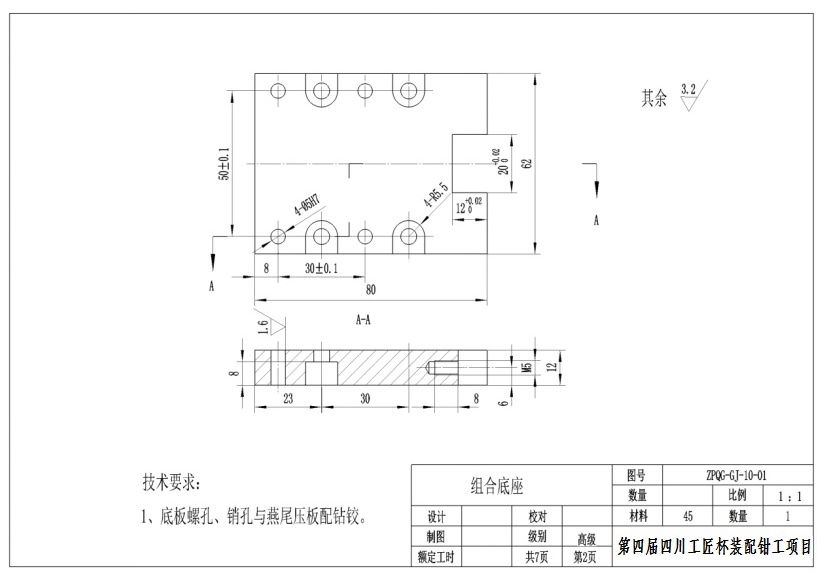 其余 3.2
50±0.1
4-Ø5H7
4-R5.5
20 +0.02 0
62
12 +0.02 0
A
A
8
30±0.1
80
A-A
1.6
8
M5
12
23
30
8
6
技术要求:
1、底板螺孔、销孔与燕尾压板配钻铰。
组合底座
图号 ZPQG-GJ-10-01
数量 比例 1:1
设计 校对 材料 45 数量 1
制图 级别 高级
额定工时 共7页 第2页
第四届四川工匠杯装配钳工项目